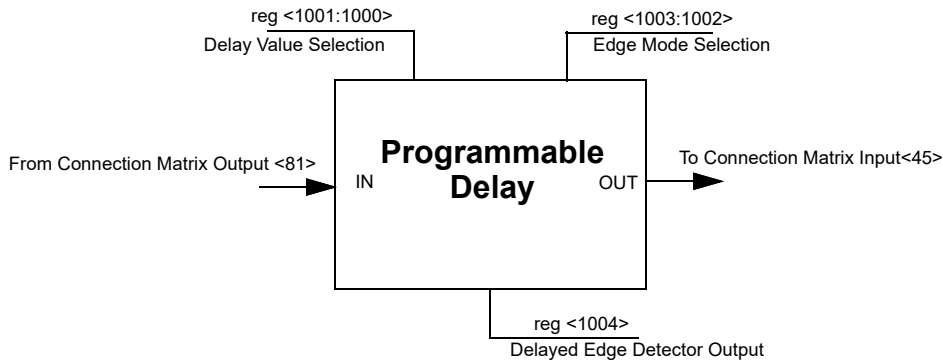 reg <1001:1000>
Delay Value Selection
reg <1003:1002>
Edge Mode Selection
From Connection Matrix Output <81>
IN
Programmable
Delay
OUT
To Connection Matrix Input<45>
reg <1004>
Delayed Edge Detector Output